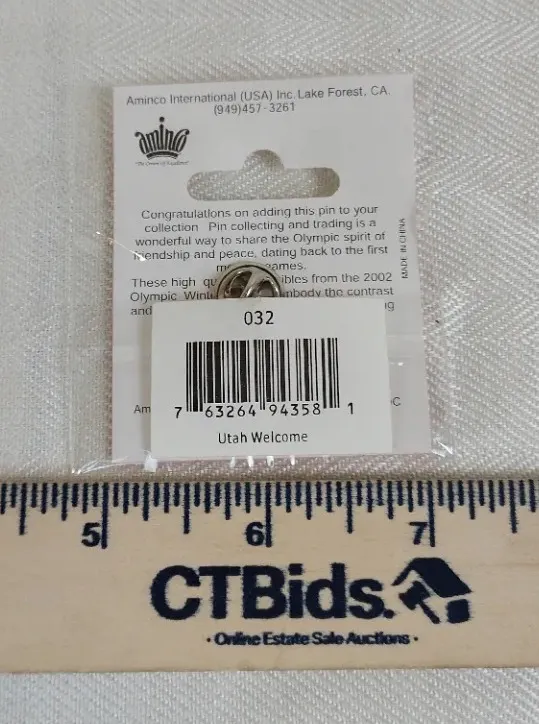 Aminco International (USA) Inc. Lake Forest, CA.
(949)457-3261
aminco
Congratulations on adding this pin to your
collection Pin collecting and trading is a
wonderful way to share the Olympic spirit of
friendship and peace, dating back to the first
games.
These high
from the 2002
Olympic
the contrast
and
MADE IN CHINA
032
7 63264 94358 1
Utah Welcome
Am
OC
5 6 7
CTBids.
· Online Estate Sale Auctions ·